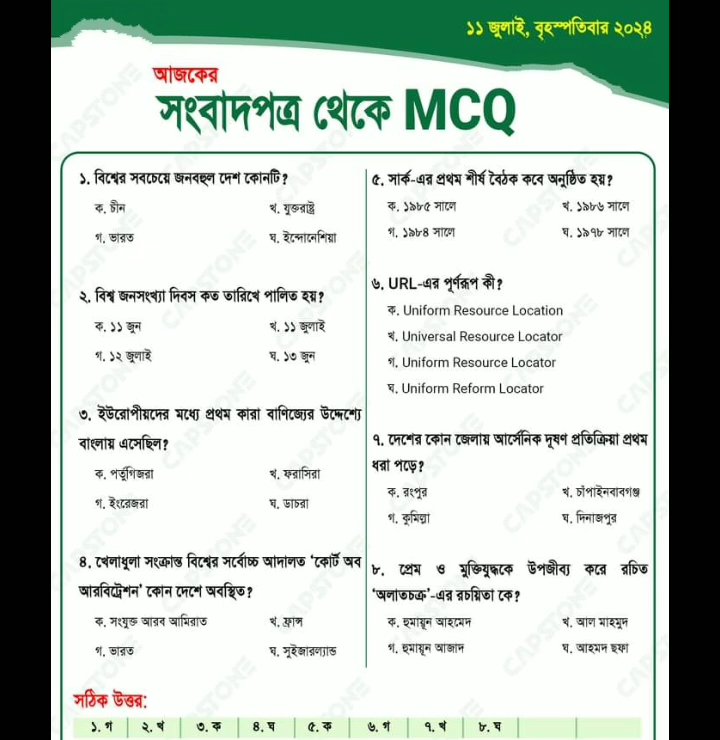 ১১ জুলাই, বৃহস্পতিবার ২০২৪
আজকের
সংবাদপত্র থেকে MCQ
১. বিশ্বের সবচেয়ে জনবহুল দেশ কোনটি?
ক. চীন খ. যুক্তরাষ্ট্র
গ. ভারত ঘ. ইন্দোনেশিয়া
২. বিশ্ব জনসংখ্যা দিবস কত তারিখে পালিত হয়?
ক. ১১ জুন খ. ১১ জুলাই
গ. ১২ জুলাই ঘ. ১৩ জুন
৩. ইউরোপীয়দের মধ্যে প্রথম কারা বাণিজ্যের উদ্দেশ্যে
বাংলায় এসেছিল?
ক. পর্তুগিজরা খ. ফরাসিরা
গ. ইংরেজরা ঘ. ডাচরা
৪. খেলাধুলা সংক্রান্ত বিশ্বের সর্বোচ্চ আদালত ‘কোর্ট অব
আরবিট্রেশন’ কোন দেশে অবস্থিত?
ক. সংযুক্ত আরব আমিরাত খ. ফ্রান্স
গ. ভারত ঘ. সুইজারল্যান্ড
৫. সার্ক-এর প্রথম শীর্ষ বৈঠক কবে অনুষ্ঠিত হয়?
ক. ১৯৮৫ সালে খ. ১৯৮৬ সালে
গ. ১৯৮৪ সালে ঘ. ১৯৭৮ সালে
৬. URL-এর পূর্ণরূপ কী?
ক. Uniform Resource Location
খ. Universal Resource Locator
গ. Uniform Resource Locator
ঘ. Uniform Reform Locator
৭. দেশের কোন জেলায় আর্সেনিক দূষণ প্রতিক্রিয়া প্রথম
ধরা পড়ে?
ক. রংপুর খ. চাঁপাইনবাবগঞ্জ
গ. কুমিল্লা ঘ. দিনাজপুর
৮. প্রেম ও মুক্তিযুদ্ধকে উপজীব্য করে রচিত
‘অলাতচক্র’-এর রচয়িতা কে?
ক. হুমায়ূন আহমেদ খ. আল মাহমুদ
গ. হুমায়ূন আজাদ ঘ. আহমদ ছফা
সঠিক উত্তর:
১. গ ২. খ ৩. ক ৪. ঘ ৫. ক ৬. গ ৭. খ ৮. ঘ